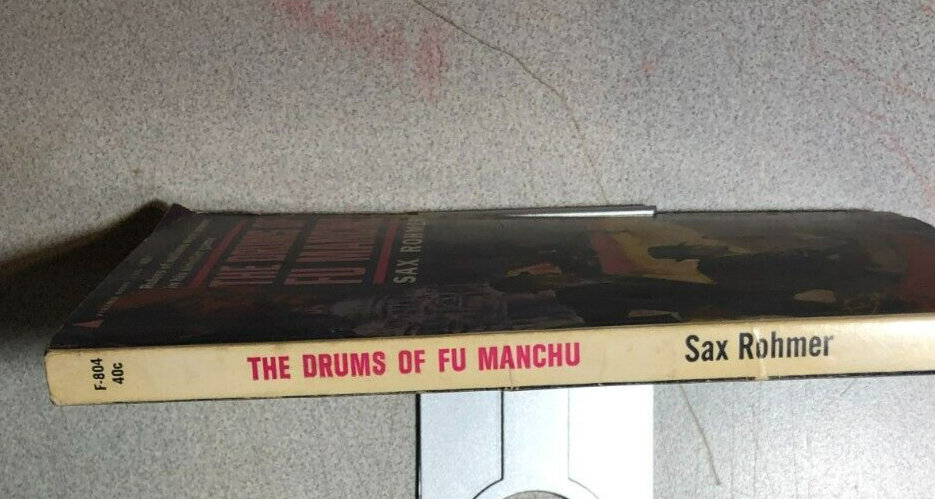 THE DRUMS OF FU MANCHU
Sax Rohmer
F-804
40c
THE DRUMS OF
FU MANCHU
SAX ROHMER